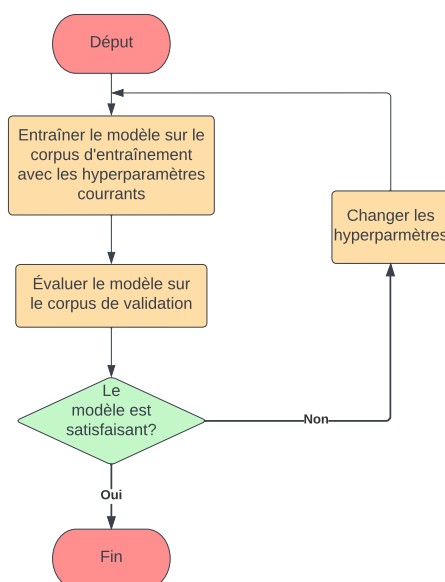 Déput
Entraîner le modèle sur le
corpus d'entraînement
avec les hyperparamètres
courrants
Changer les
hyperparmètres
Évaluer le modèle sur
le corpus de validation
Le
modèle est
satisfaisant?
Non
Oui
Fin